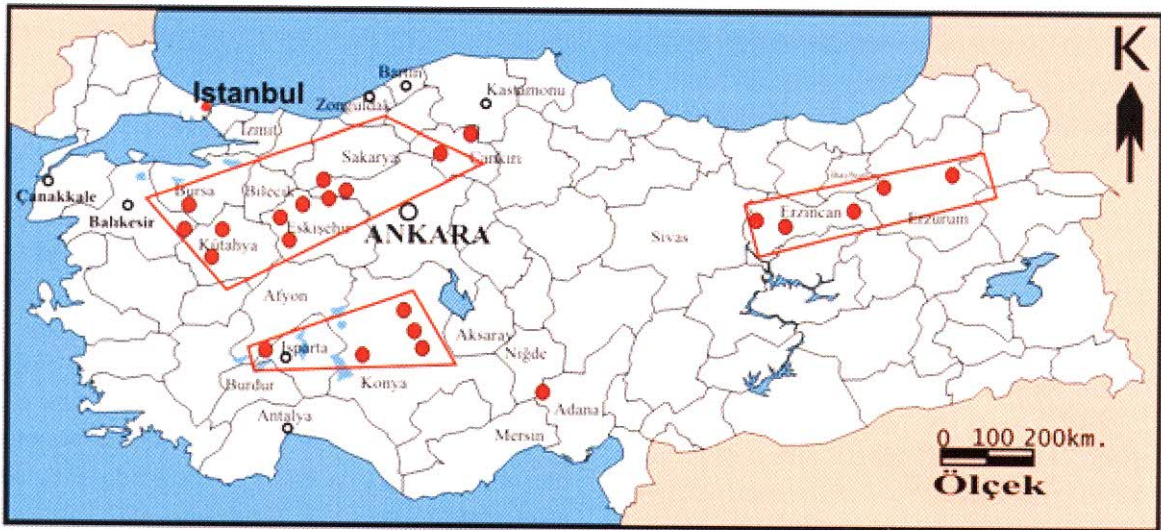 K
Bartın
Istanbul
Zonguldak
Kastamonu
İzmit
Sakarya
Çankırı
Çanakkale
Bursa
Bilecik
Balıkesir
Eskişehir
ANKARA
Kütahya
Sivas
Erzincan
Erzurum
Afyon
Aksaray
Isparta
Niğde
Burdur
Konya
Antalya
Adana
Mersin
0 100 200km.
Ölçek